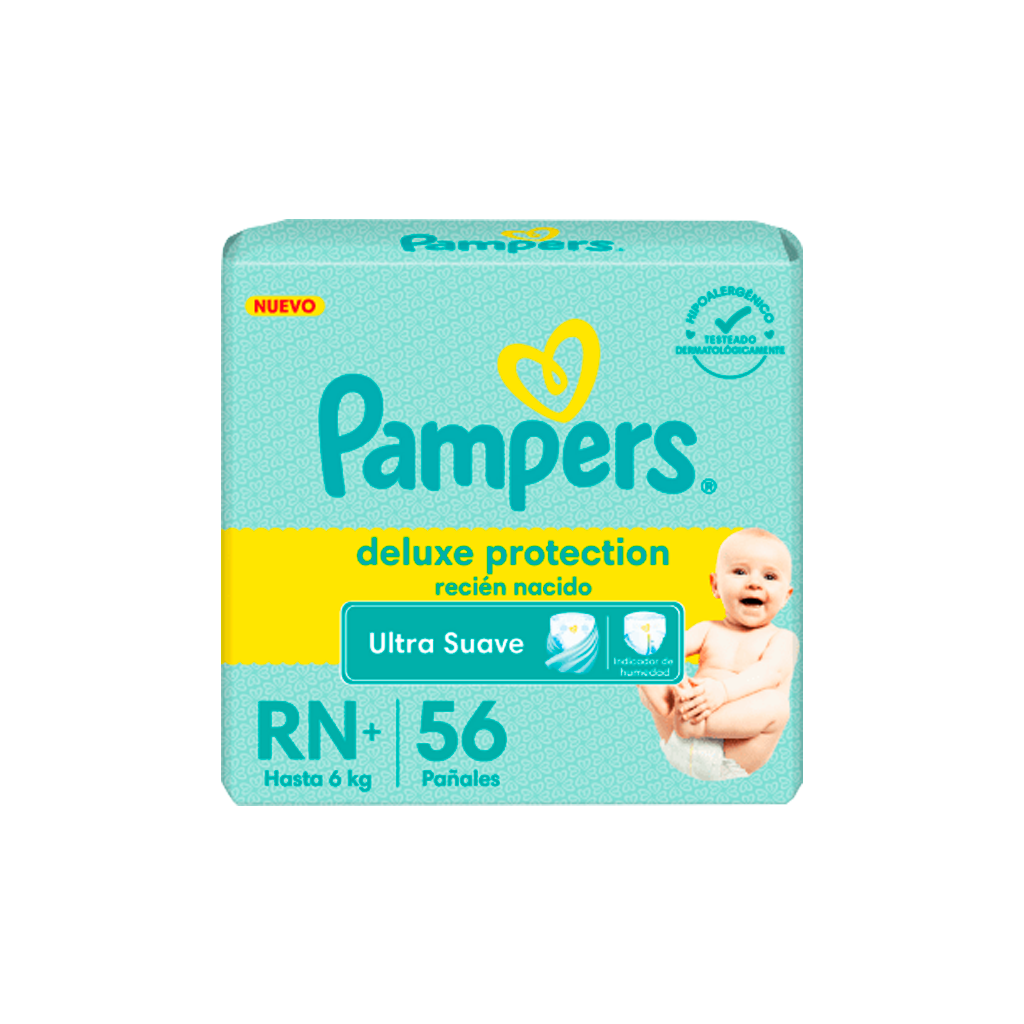 Pampers.
NUEVO
HIPOALERGÉNICO
TESTEADO
DERMATOLÓGICAMENTE
Pampers®
deluxe protection
recién nacido
Ultra Suave
Indicador de
humedad
RN+
Hasta 6 kg
56
Pañales